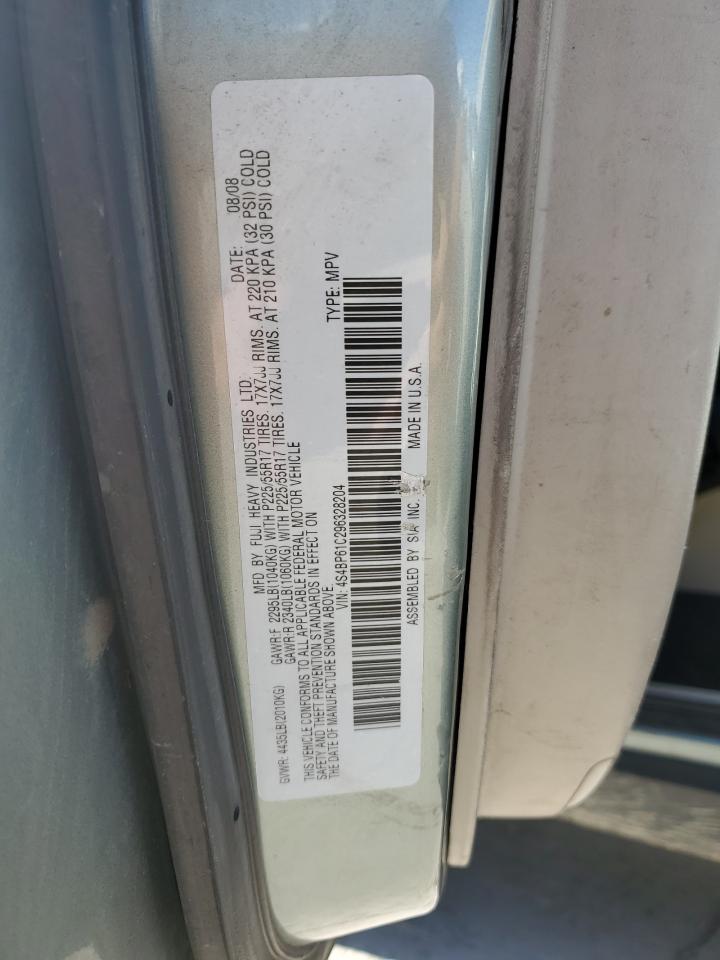 MFD BY FUJI HEAVY INDUSTRIES LTD. DATE: 08/08
GAWR:F 2295LB(1040KG) WITH P225/55R17 TIRES. 17X7JJ RIMS. AT 220 KPA (32 PSI) COLD
GAWR:R 2340LB(1060KG) WITH P225/55R17 TIRES. 17X7JJ RIMS. AT 210 KPA (30 PSI) COLD
GVWR: 4435LB(2010KG)
THIS VEHICLE CONFORMS TO ALL APPLICABLE FEDERAL MOTOR VEHICLE
SAFETY AND THEFT PREVENTION STANDARDS IN EFFECT ON
THE DATE OF MANUFACTURE SHOWN ABOVE.
VIN: 4S4BP61C296328204 TYPE: MPV
ASSEMBLED BY SIA INC. MADE IN U.S.A.